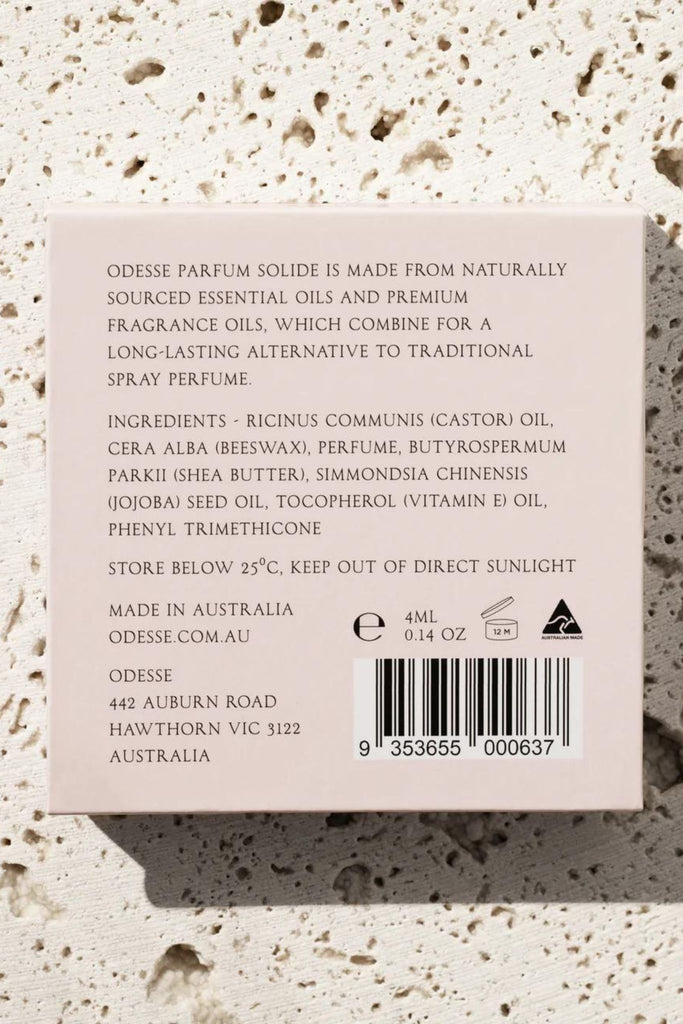 ODESSE PARFUM SOLIDE IS MADE FROM NATURALLY
SOURCED ESSENTIAL OILS AND PREMIUM
FRAGRANCE OILS, WHICH COMBINE FOR A
LONG-LASTING ALTERNATIVE TO TRADITIONAL
SPRAY PERFUME.
INGREDIENTS - RICINUS COMMUNIS (CASTOR) OIL,
CERA ALBA (BEESWAX), PERFUME, BUTYROSPERMUM
PARKII (SHEA BUTTER), SIMMONDSIA CHINENSIS
(JOJOBA) SEED OIL, TOCOPHEROL (VITAMIN E) OIL,
PHENYL TRIMETHICONE
STORE BELOW 25⁰C, KEEP OUT OF DIRECT SUNLIGHT
MADE IN AUSTRALIA
ODESSE.COM.AU
ODESSE
442 AUBURN ROAD
HAWTHORN VIC 3122
AUSTRALIA
℮ 4ML
0.14 OZ
12 M
AUSTRALIAN MADE
9 353655 000637